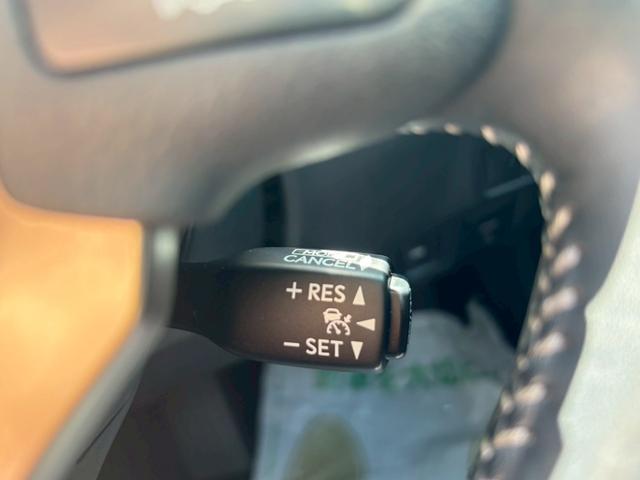 CANCEL
+ RES ▲
− SET ▼